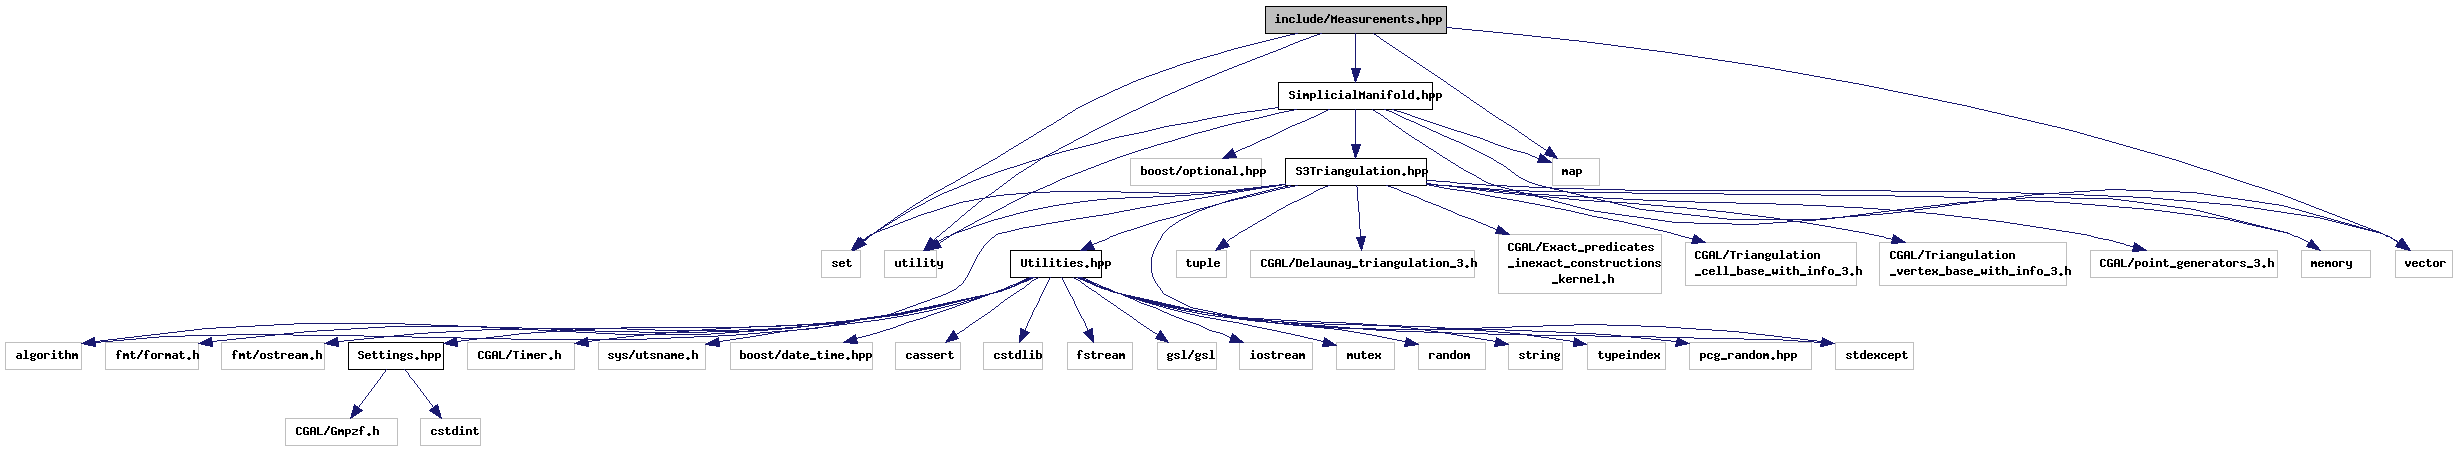 include/Measurements.hpp
SimplicialManifold.hpp
boost/optional.hpp
S3Triangulation.hpp
map
set
utility
Utilities.hpp
tuple
CGAL/Delaunay_triangulation_3.h
CGAL/Exact_predicates
_inexact_constructions
_kernel.h
CGAL/Triangulation
_cell_base_with_info_3.h
CGAL/Triangulation
_vertex_base_with_info_3.h
CGAL/point_generators_3.h
memory
vector
algorithm
fmt/format.h
fmt/ostream.h
Settings.hpp
CGAL/Timer.h
sys/utsname.h
boost/date_time.hpp
cassert
cstdlib
fstream
gsl/gsl
iostream
mutex
random
string
typeindex
pcg_random.hpp
stdexcept
CGAL/Gmpzf.h
cstdint